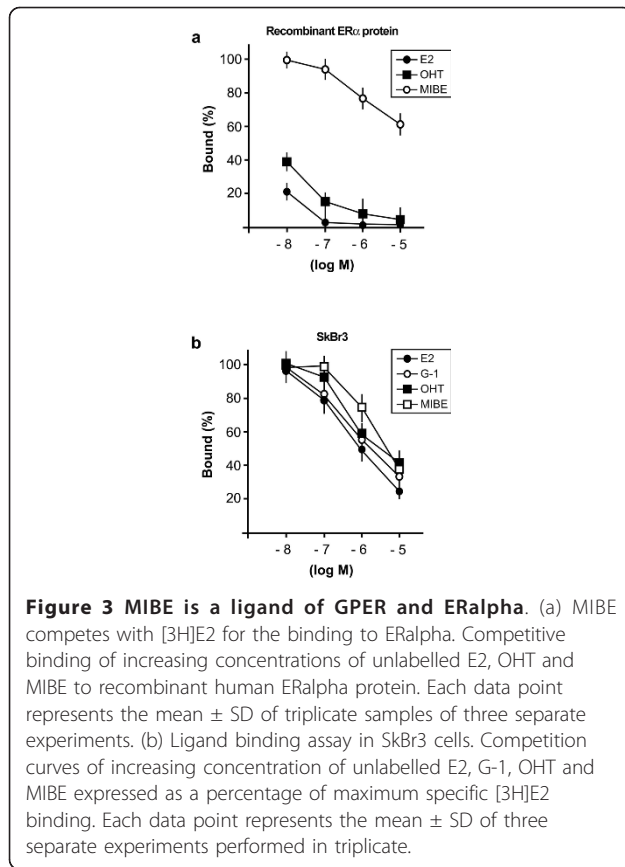 a
Recombinant ERα protein
E2
OHT
MIBE
Bound (%)
100
80
60
40
20
- 8
- 7
- 6
- 5
(log M)
b
SkBr3
E2
G-1
OHT
MIBE
Bound (%)
100
80
60
40
20
- 8
- 7
- 6
- 5
(log M)
Figure 3 MIBE is a ligand of GPER and ERalpha. (a) MIBE
competes with [3H]E2 for the binding to ERalpha. Competitive
binding of increasing concentrations of unlabelled E2, OHT and
MIBE to recombinant human ERalpha protein. Each data point
represents the mean ± SD of triplicate samples of three separate
experiments. (b) Ligand binding assay in SkBr3 cells. Competition
curves of increasing concentration of unlabelled E2, G-1, OHT and
MIBE expressed as a percentage of maximum specific [3H]E2
binding. Each data point represents the mean ± SD of three
separate experiments performed in triplicate.